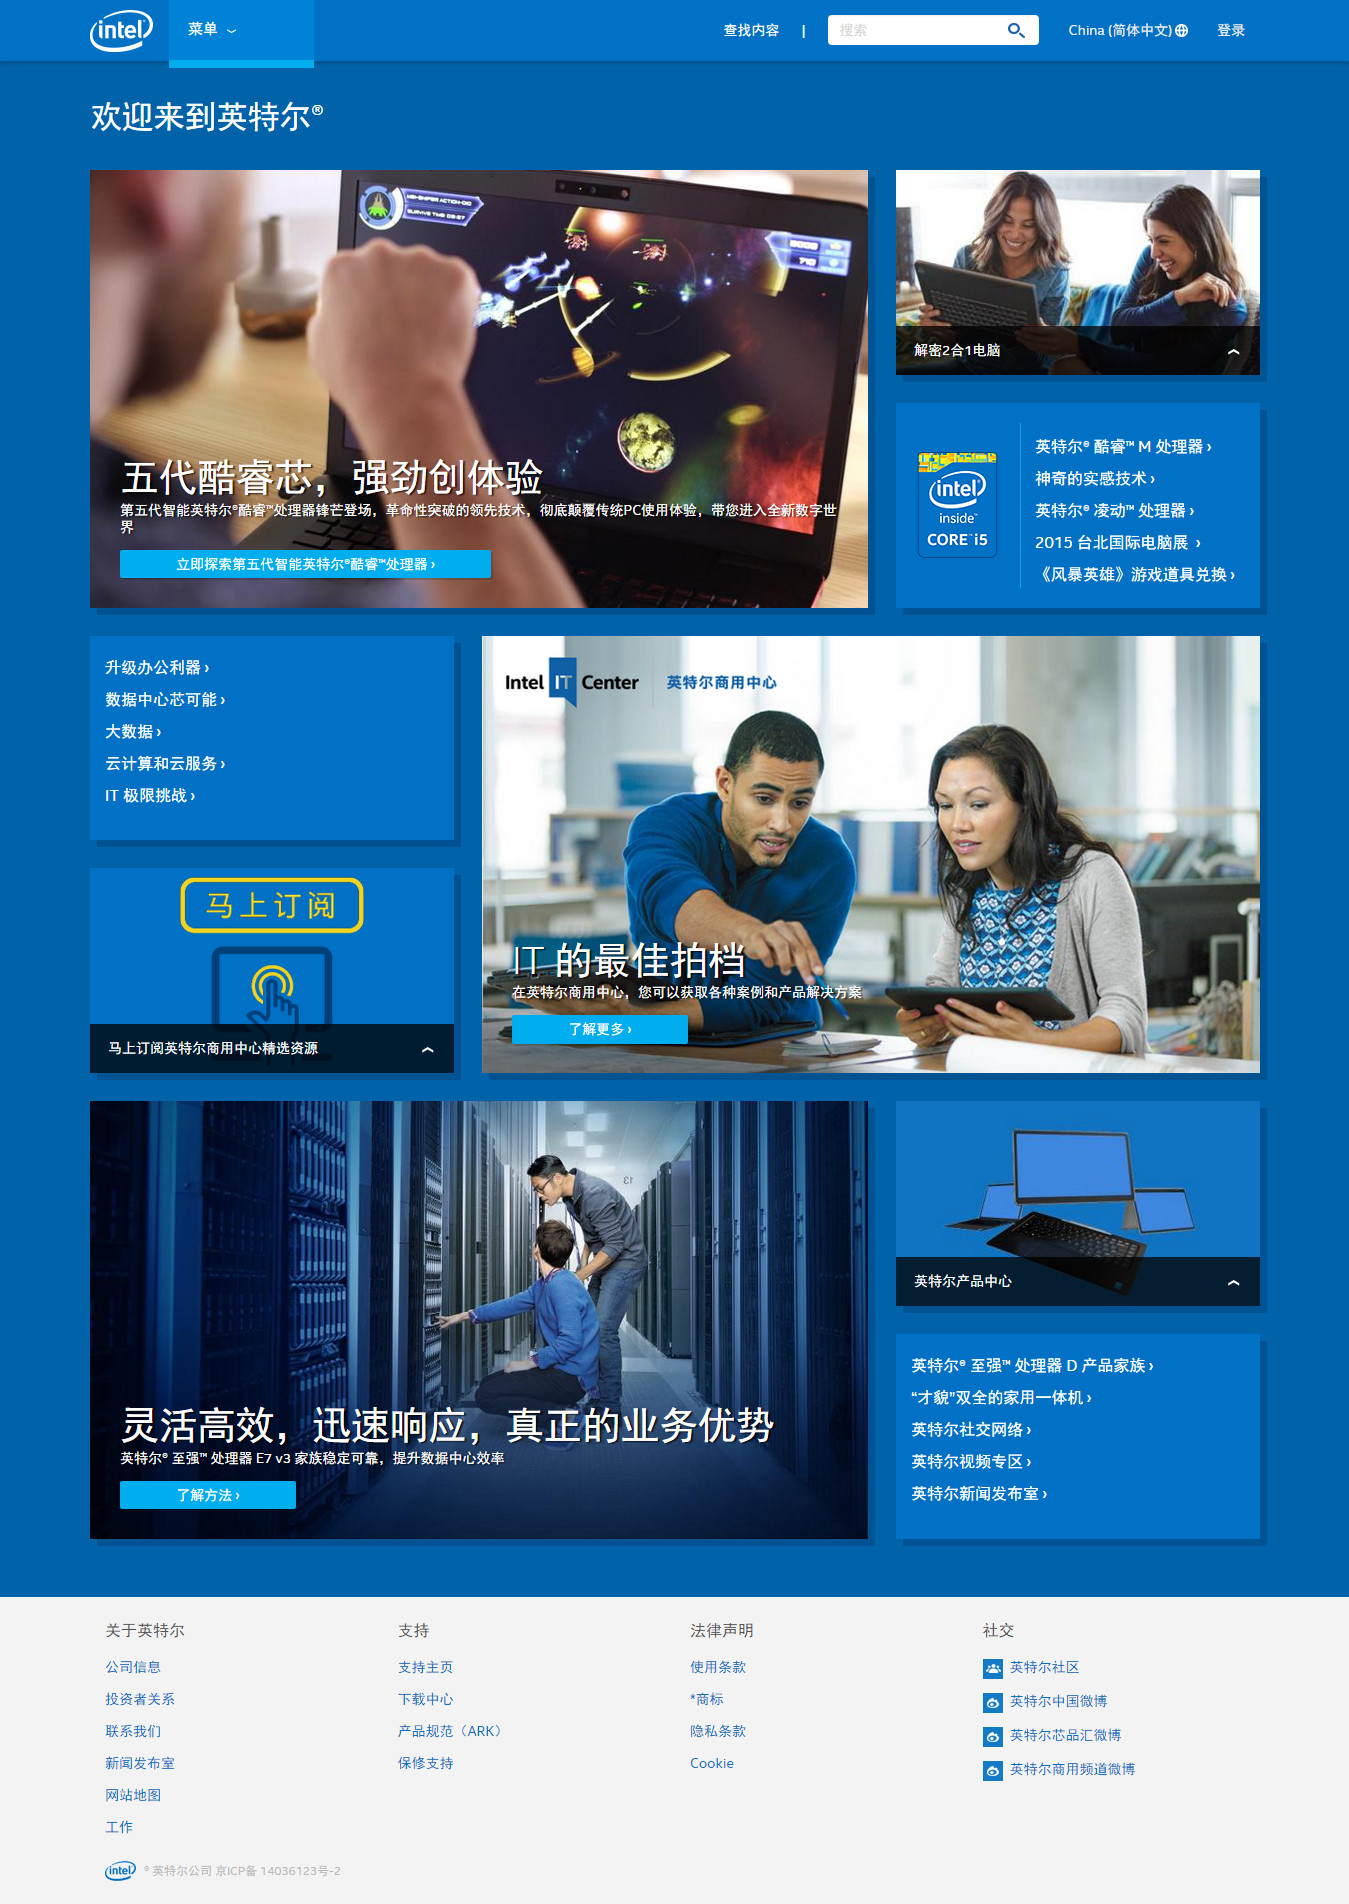 intel
菜单
查找内容 | 搜索 China (简体中文) 登录
欢迎来到英特尔®
五代酷睿芯，强劲创体验
第五代智能英特尔®酷睿™处理器锋芒登场，革命性突破的领先技术，彻底颠覆传统PC使用体验，带您进入全新数字世
界
立即探索第五代智能英特尔®酷睿™处理器 ›
解密2合1电脑
intel
inside™
CORE™ i5
英特尔® 酷睿™ M 处理器 ›
神奇的实感技术 ›
英特尔® 凌动™ 处理器 ›
2015 台北国际电脑展 ›
《风暴英雄》游戏道具兑换 ›
升级办公利器 ›
数据中心芯可能 ›
大数据 ›
云计算和云服务 ›
IT 极限挑战 ›
马上订阅
马上订阅英特尔商用中心精选资源
Intel IT Center 英特尔商用中心
IT 的最佳拍档
在英特尔商用中心，您可以获取各种案例和产品解决方案
了解更多 ›
13
灵活高效，迅速响应，真正的业务优势
英特尔® 至强™ 处理器 E7 v3 家族稳定可靠，提升数据中心效率
了解方法 ›
英特尔产品中心
英特尔® 至强™ 处理器 D 产品家族 ›
“才貌”双全的家用一体机 ›
英特尔社交网络 ›
英特尔视频专区 ›
英特尔新闻发布室 ›
关于英特尔
公司信息
投资者关系
联系我们
新闻发布室
网站地图
工作
支持
支持主页
下载中心
产品规范（ARK）
保修支持
法律声明
使用条款
*商标
隐私条款
Cookie
社交
英特尔社区
英特尔中国微博
英特尔芯品汇微博
英特尔商用频道微博
intel ® 英特尔公司 京ICP备 14036123号-2